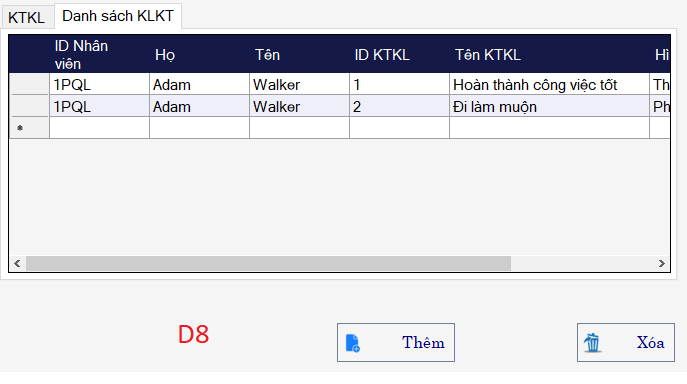 KTKL Danh sách KLKT
ID Nhân viên Họ Tên ID KTKL Tên KTKL Hì
1PQL Adam Walker 1 Hoàn thành công việc tốt Th
1PQL Adam Walker 2 Đi làm muộn Ph
*
D8 Thêm Xóa